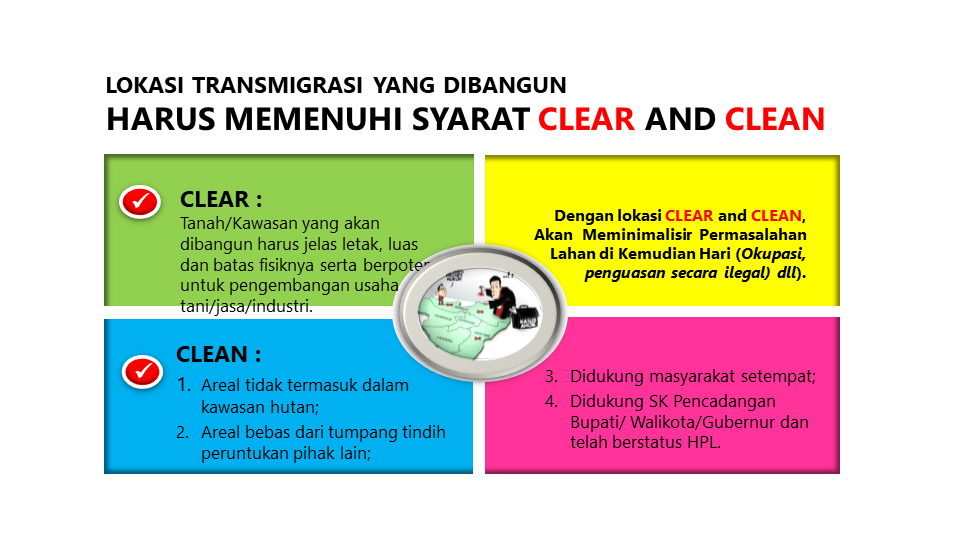 LOKASI TRANSMIGRASI YANG DIBANGUN
HARUS MEMENUHI SYARAT CLEAR AND CLEAN
CLEAR :
Tanah/Kawasan yang akan
dibangun harus jelas letak, luas
dan batas fisiknya serta berpoten
untuk pengembangan usaha
tani/jasa/industri.
Dengan lokasi CLEAR and CLEAN,
Akan Meminimalisir Permasalahan
Lahan di Kemudian Hari (Okupasi,
penguasan secara ilegal) dll).
CLEAN :
1. Areal tidak termasuk dalam
kawasan hutan;
2. Areal bebas dari tumpang tindih
peruntukan pihak lain;
3. Didukung masyarakat setempat;
4. Didukung SK Pencadangan
Bupati/ Walikota/Gubernur dan
telah berstatus HPL.